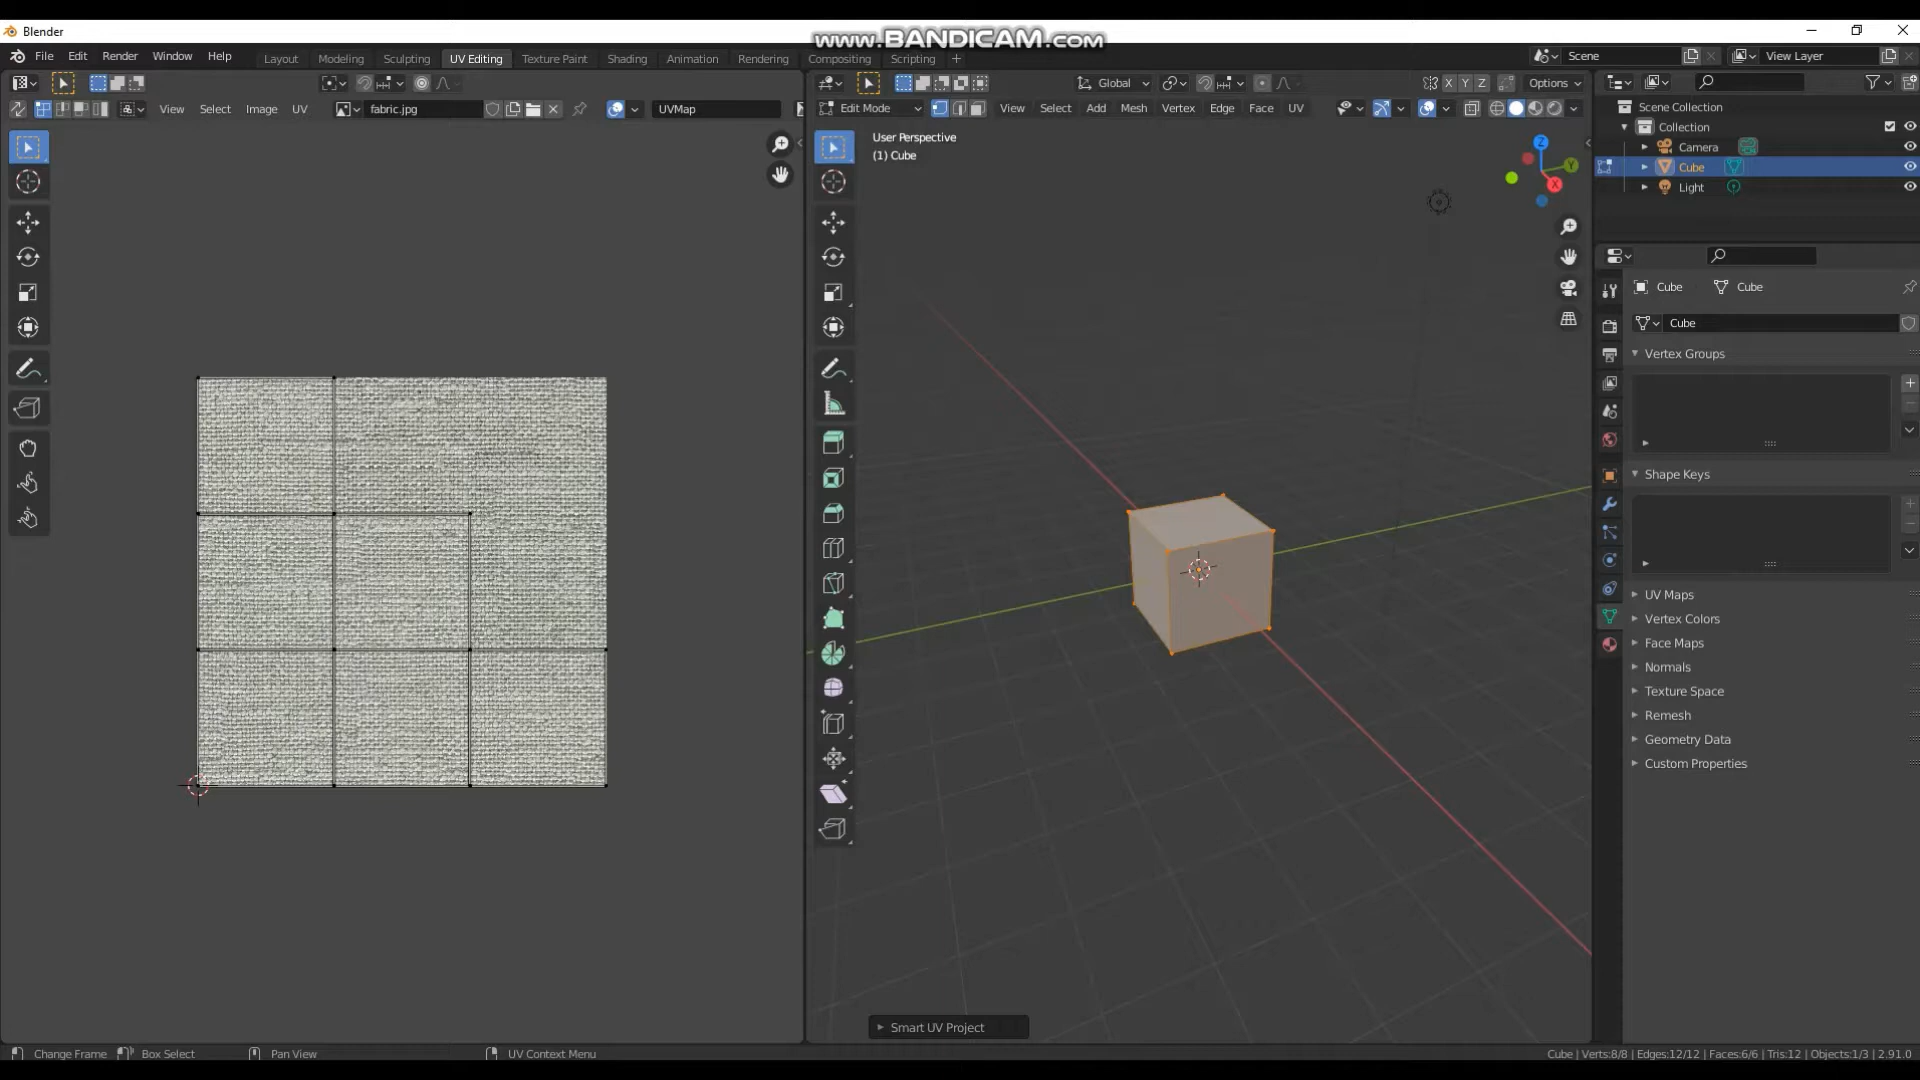 www.BANDICAM.com
Blender
File Edit Render Window Help
Layout Modeling Sculpting UV Editing Texture Paint Shading Animation Rendering Compositing Scripting +
Scene
View Layer
Global
X Y Z
Options
View Select Image UV
fabric.jpg
UVMap
Edit Mode
View Select Add Mesh Vertex Edge Face UV
User Perspective
(1) Cube
Z
Y
X
Scene Collection
Collection
Camera
Cube
Light
Cube Cube
Cube
Vertex Groups
Shape Keys
UV Maps
Vertex Colors
Face Maps
Normals
Texture Space
Remesh
Geometry Data
Custom Properties
Smart UV Project
Change Frame Box Select Pan View UV Context Menu
Cube | Verts:8/8 | Edges:12/12 | Faces:6/6 | Tris:12 | Objects:1/3 | 2.91.0